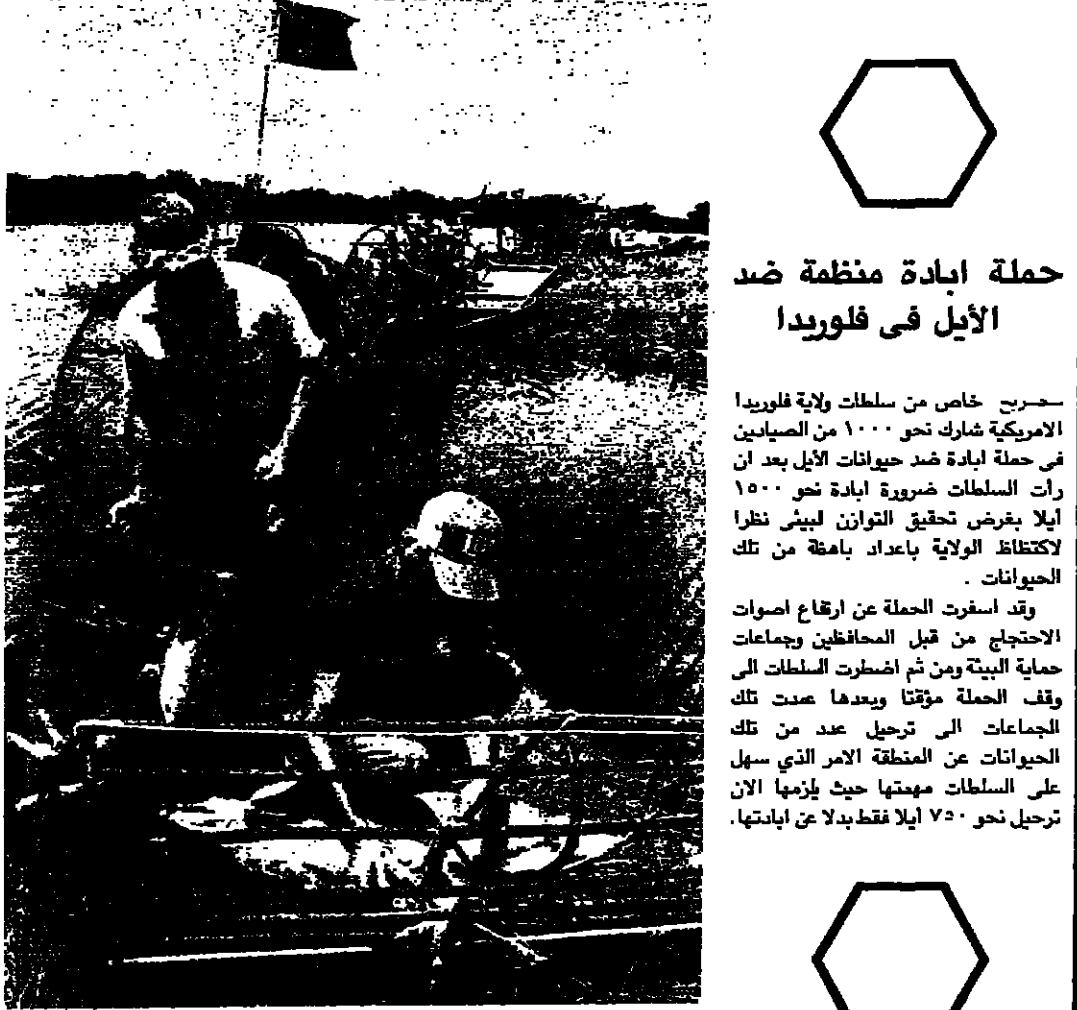 حملة ابادة منظمة ضد
الأيل فى فلوريدا
خاص من سلطات ولاية فلوريدا
الامريكية شارك نحو ١٠٠٠ من الصيادين
فى حملة ابادة ضد حيوانات الأيل بعد ان
رأت السلطات ضرورة ابادة نحو ١٥٠٠
أيلا بغرض تحقيق التوازن لبيئى نظرا
لاكتظاظ الولاية باعداد باهظة من تلك
الحيوانات .
وقد اسفرت الحملة عن ارتفاع اصوات
الاحتجاج من قبل المحافظين وجماعات
حماية البيئة ومن ثم اضطرت السلطات الى
وقف الحملة مؤقتا وبعدها عمدت تلك
الجماعات الى ترحيل عدد من تلك
الحيوانات عن المنطقة الامر الذي سهل
على السلطات مهمتها حيث يلزمها الان
ترحيل نحو ٧٥٠ أيلا فقط بدلا عن ابادتها.